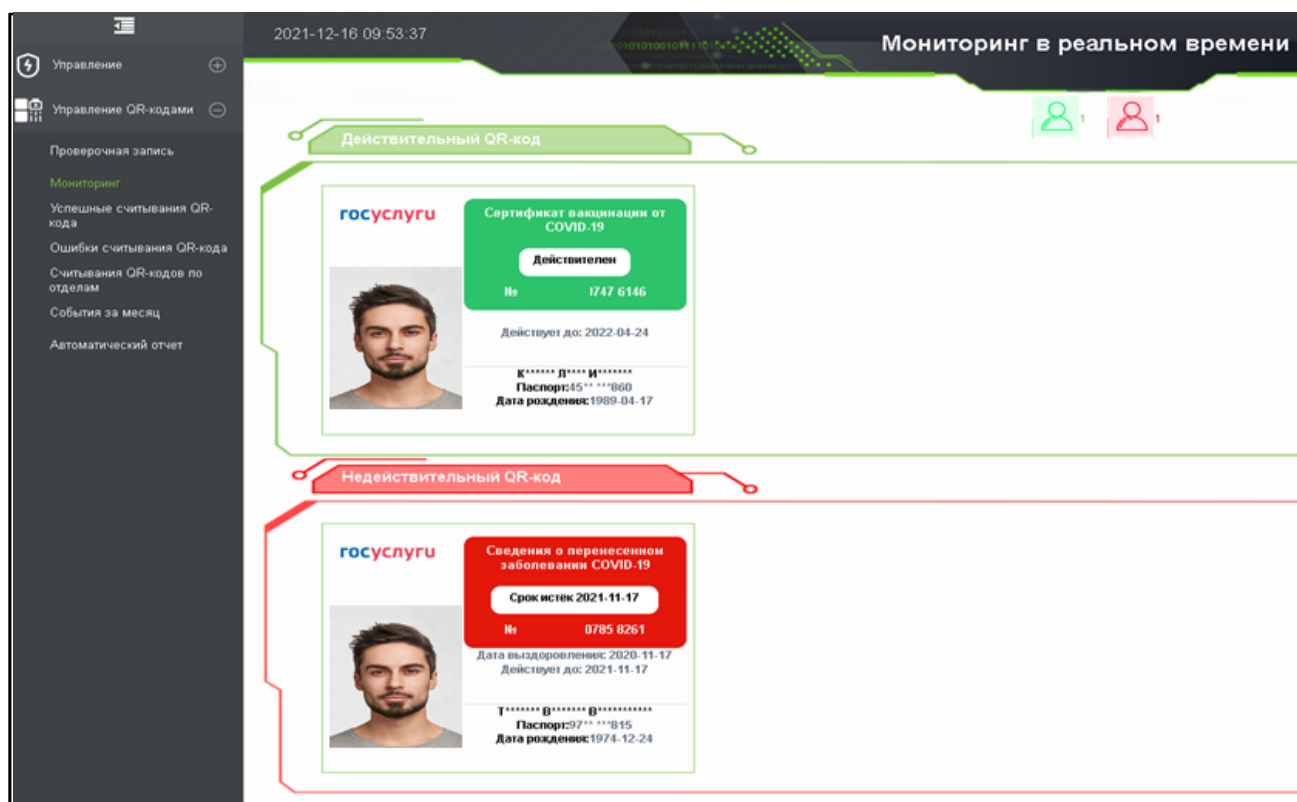 2021-12-16 09:53:37
Мониторинг в реальном времени
Управление
Управление QR-кодами
Проверочная запись
Мониторинг
Успешные считывания QR-
кода
Ошибки считывания QR-кода
Считывания QR-кодов по
отделам
События за месяц
Автоматический отчет
1
1
Действительный QR-код
госуслуги
Сертификат вакцинации от
COVID-19
Действителен
№ 0747 6146
Действует до: 2022-04-24
К****** Л**** И*******
Паспорт:45** ***860
Дата рождения:1989-04-17
Недействительный QR-код
госуслуги
Сведения о перенесенном
заболевании COVID-19
Срок истёк 2021-11-17
№ 0785 8261
Дата выздоровления: 2020-11-17
Действует до: 2021-11-17
Т******* В******* В***********
Паспорт:97** ***815
Дата рождения:1974-12-24